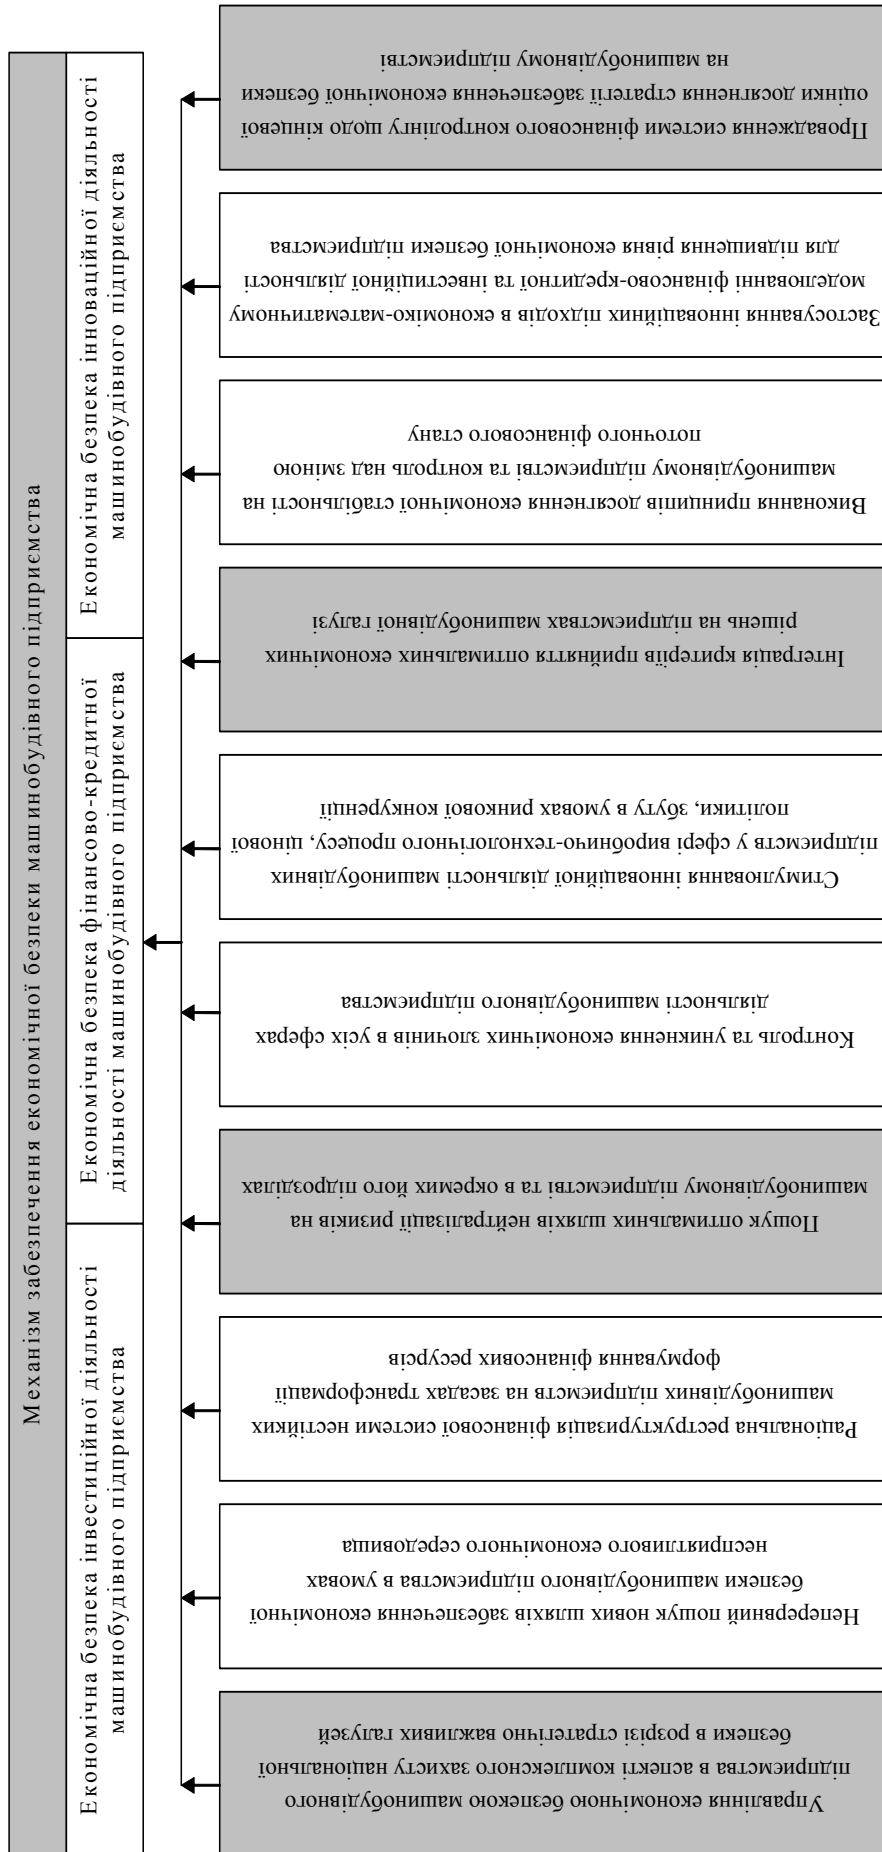 Механізм забезпечення економічної безпеки машинобудівного підприємства
Економічна безпека інвестиційної діяльності
машинобудівного підприємства
Економічна безпека фінансово-кредитної
діяльності машинобудівного підприємства
Економічна безпека інноваційної діяльності
машинобудівного підприємства
Управління економічною безпекою машинобудівного
підприємства в аспекті комплексного захисту національної
безпеки в розрізі стратегічно важливих галузей
Неперервний пошук нових шляхів забезпечення економічної
безпеки машинобудівного підприємства в умовах
несприятливого економічного середовища
Раціональна реструктуризація фінансової системи нестійких
машинобудівних підприємств на засадах трансформації
формування фінансових ресурсів
Пошук оптимальних шляхів нейтралізації ризиків на
машинобудівному підприємстві та в окремих його підрозділах
Контроль та уникнення економічних злочинів в усіх сферах
діяльності машинобудівного підприємства
Стимулювання інноваційної діяльності машинобудівних
підприємств у сфері виробничо-технологічного процесу, цінової
політики, збуту в умовах ринкової конкуренції
Інтеграція критеріїв прийняття оптимальних економічних
рішень на підприємствах машинобудівної галузі
Виконання принципів досягнення економічної стабільності на
машинобудівному підприємстві та контроль над зміною
поточного фінансового стану
Застосування інноваційних підходів в економіко-математичному
моделюванні фінансово-кредитної та інвестиційної діяльності
для підвищення рівня економічної безпеки підприємства
Провадження системи фінансового контролінгу щодо кінцевої
оцінки досягнення стратегії забезпечення економічної безпеки
на машинобудівному підприємстві